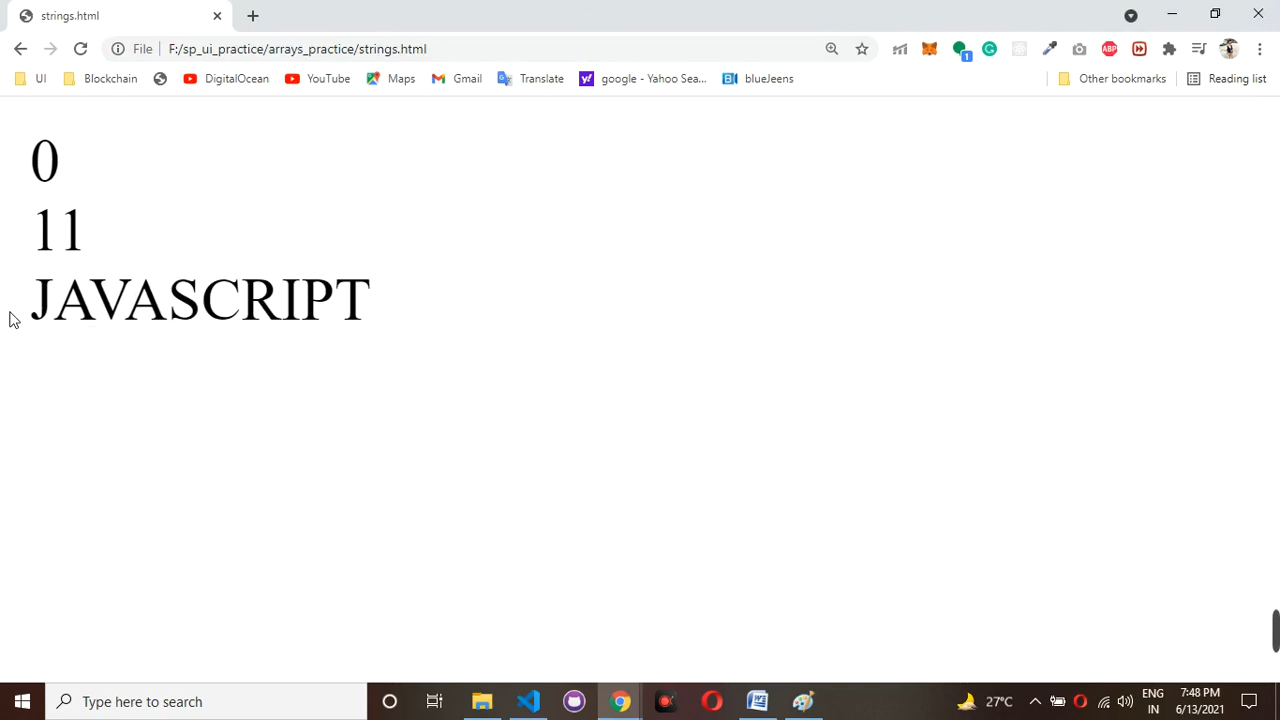 strings.html
File F:/sp_ui_practice/arrays_practice/strings.html
1
ABP
UI Blockchain DigitalOcean YouTube Maps Gmail Translate google - Yahoo Sea... blueJeens Other bookmarks Reading list
0
11
JAVASCRIPT
Type here to search
27°C
ENG
IN
7:48 PM
6/13/2021